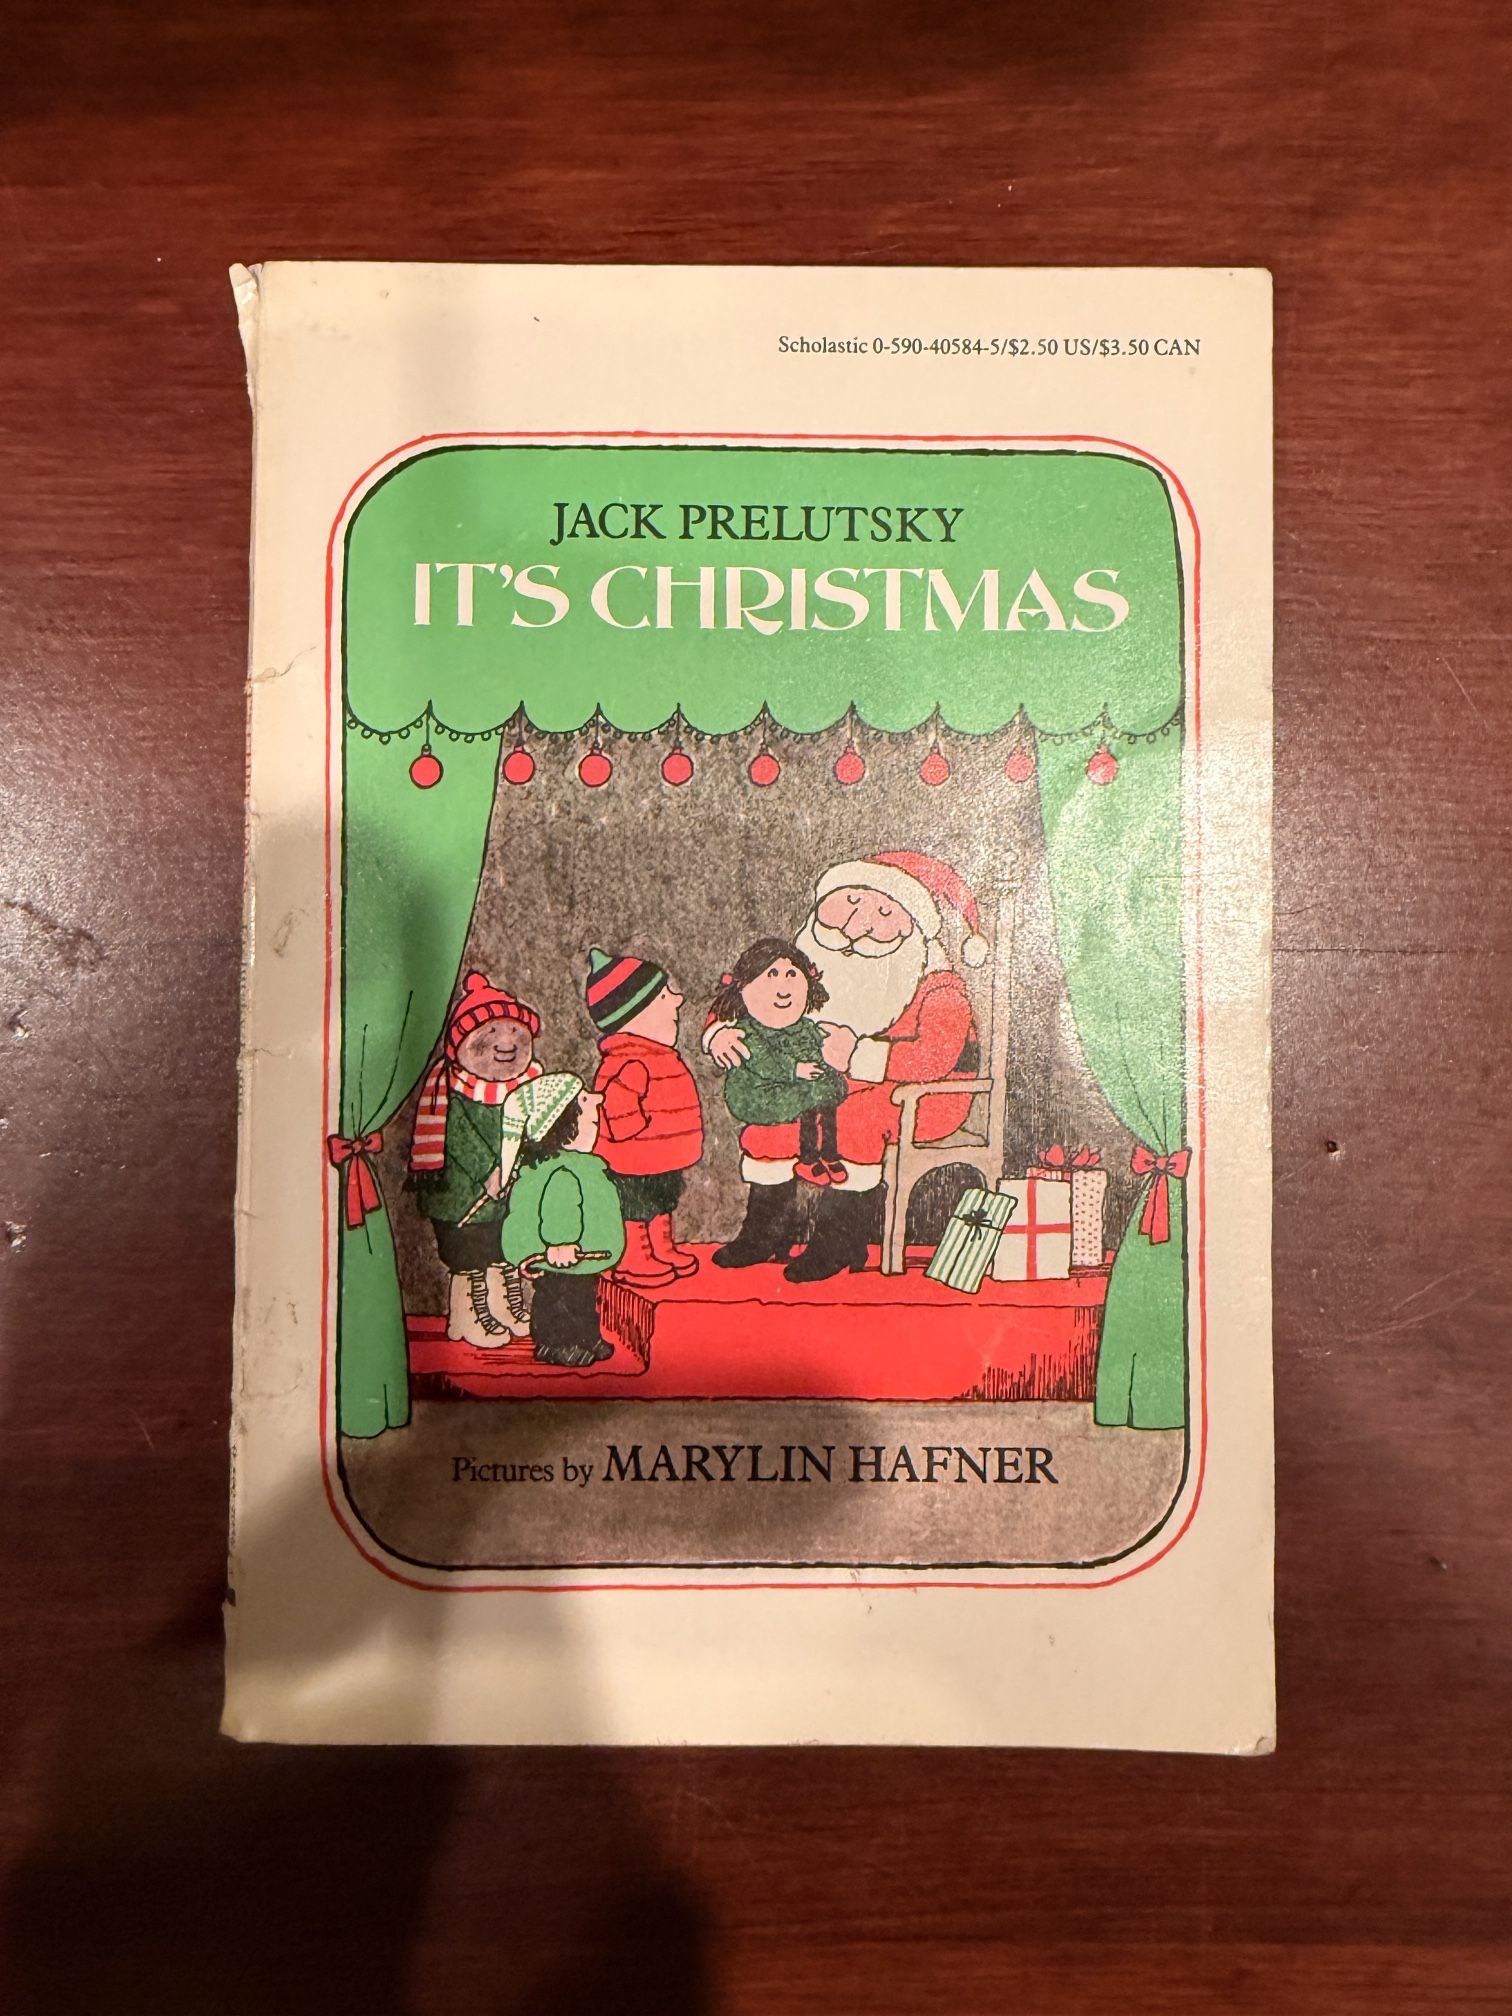 Scholastic 0-590-40584-5/$2.50 US/$3.50 CAN
JACK PRELUTSKY
IT'S CHRISTMAS
Pictures by MARYLIN HAFNER